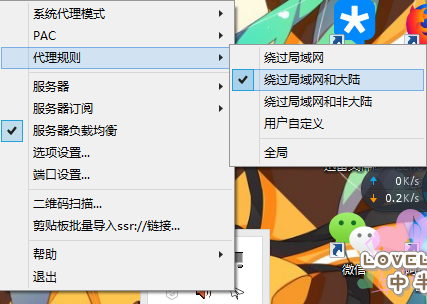 系统代理模式
PAC
代理规则
服务器
服务器订阅
服务器负载均衡
选项设置...
端口设置...
二维码扫描...
剪贴板批量导入ssr://链接...
帮助
退出
绕过局域网
绕过局域网和大陆
绕过局域网和非大陆
用户自定义
全局
0K/s
0.2K/s
微信
LOVEL